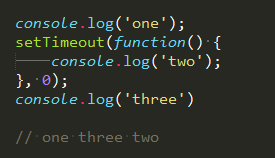 console.log('one');
setTimeout(function() {
    console.log('two');
}, 0);
console.log('three')

// one three two